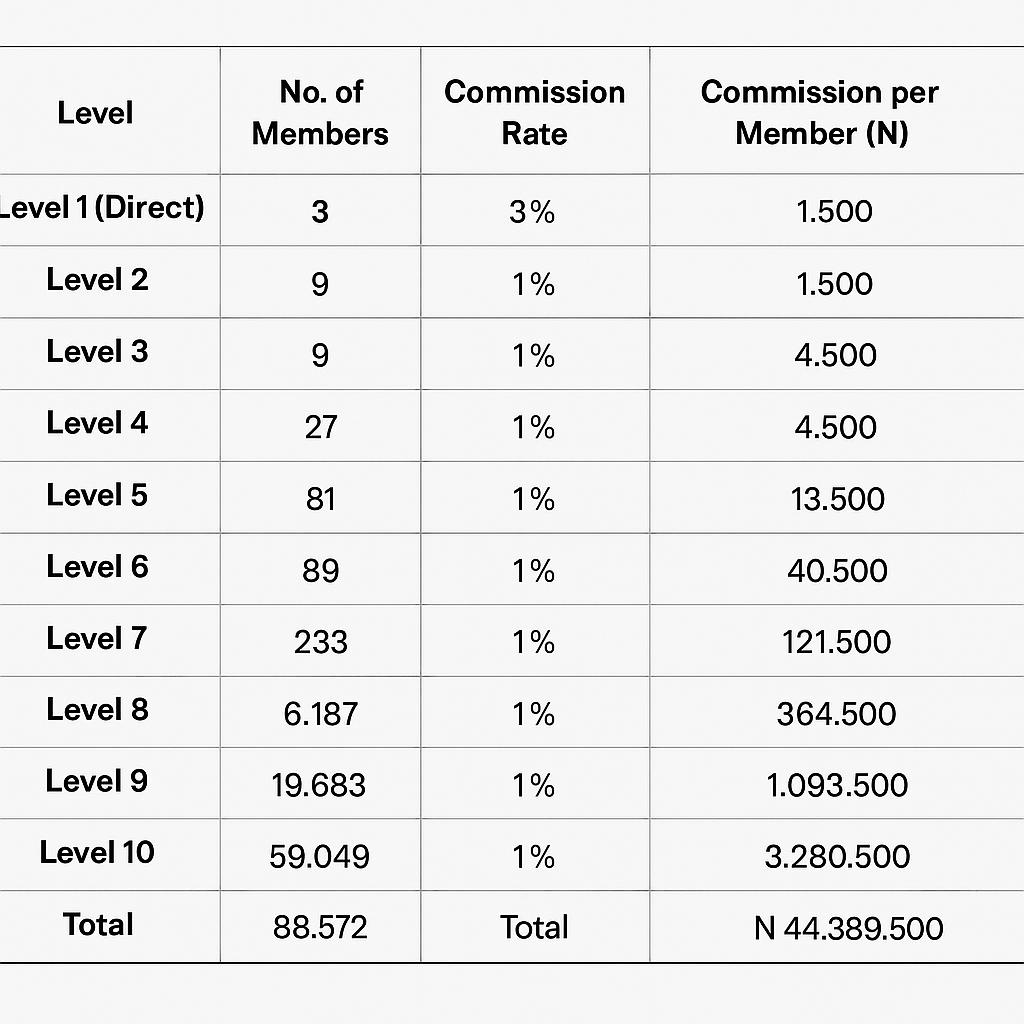 Level No. of Members Commission Rate Commission per Member (N)
Level 1 (Direct) 3 3% 1.500
Level 2 9 1% 1.500
Level 3 9 1% 4.500
Level 4 27 1% 4.500
Level 5 81 1% 13.500
Level 6 89 1% 40.500
Level 7 233 1% 121.500
Level 8 6.187 1% 364.500
Level 9 19.683 1% 1.093.500
Level 10 59.049 1% 3.280.500
Total 88.572 Total N 44.389.500